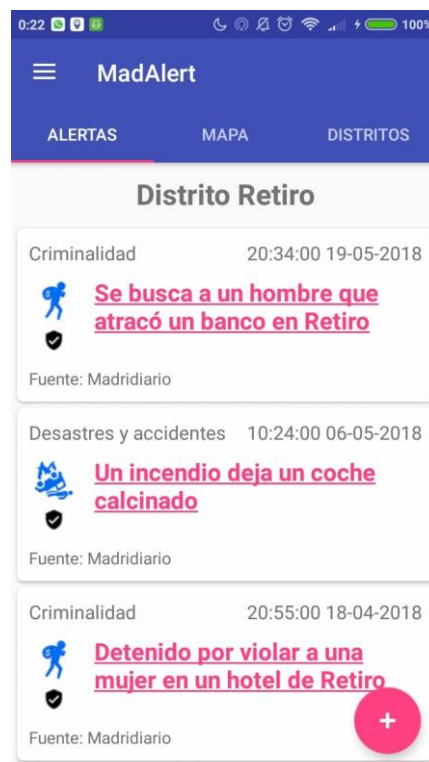 0:22 100%
MadAlert
ALERTAS MAPA DISTRITOS
Distrito Retiro
Criminalidad 20:34:00 19-05-2018
Se busca a un hombre que
atracó un banco en Retiro
Fuente: Madridiario
Desastres y accidentes 10:24:00 06-05-2018
Un incendio deja un coche
calcinado
Fuente: Madridiario
Criminalidad 20:55:00 18-04-2018
Detenido por violar a una
mujer en un hotel de Retiro
Fuente: Madridiario
+